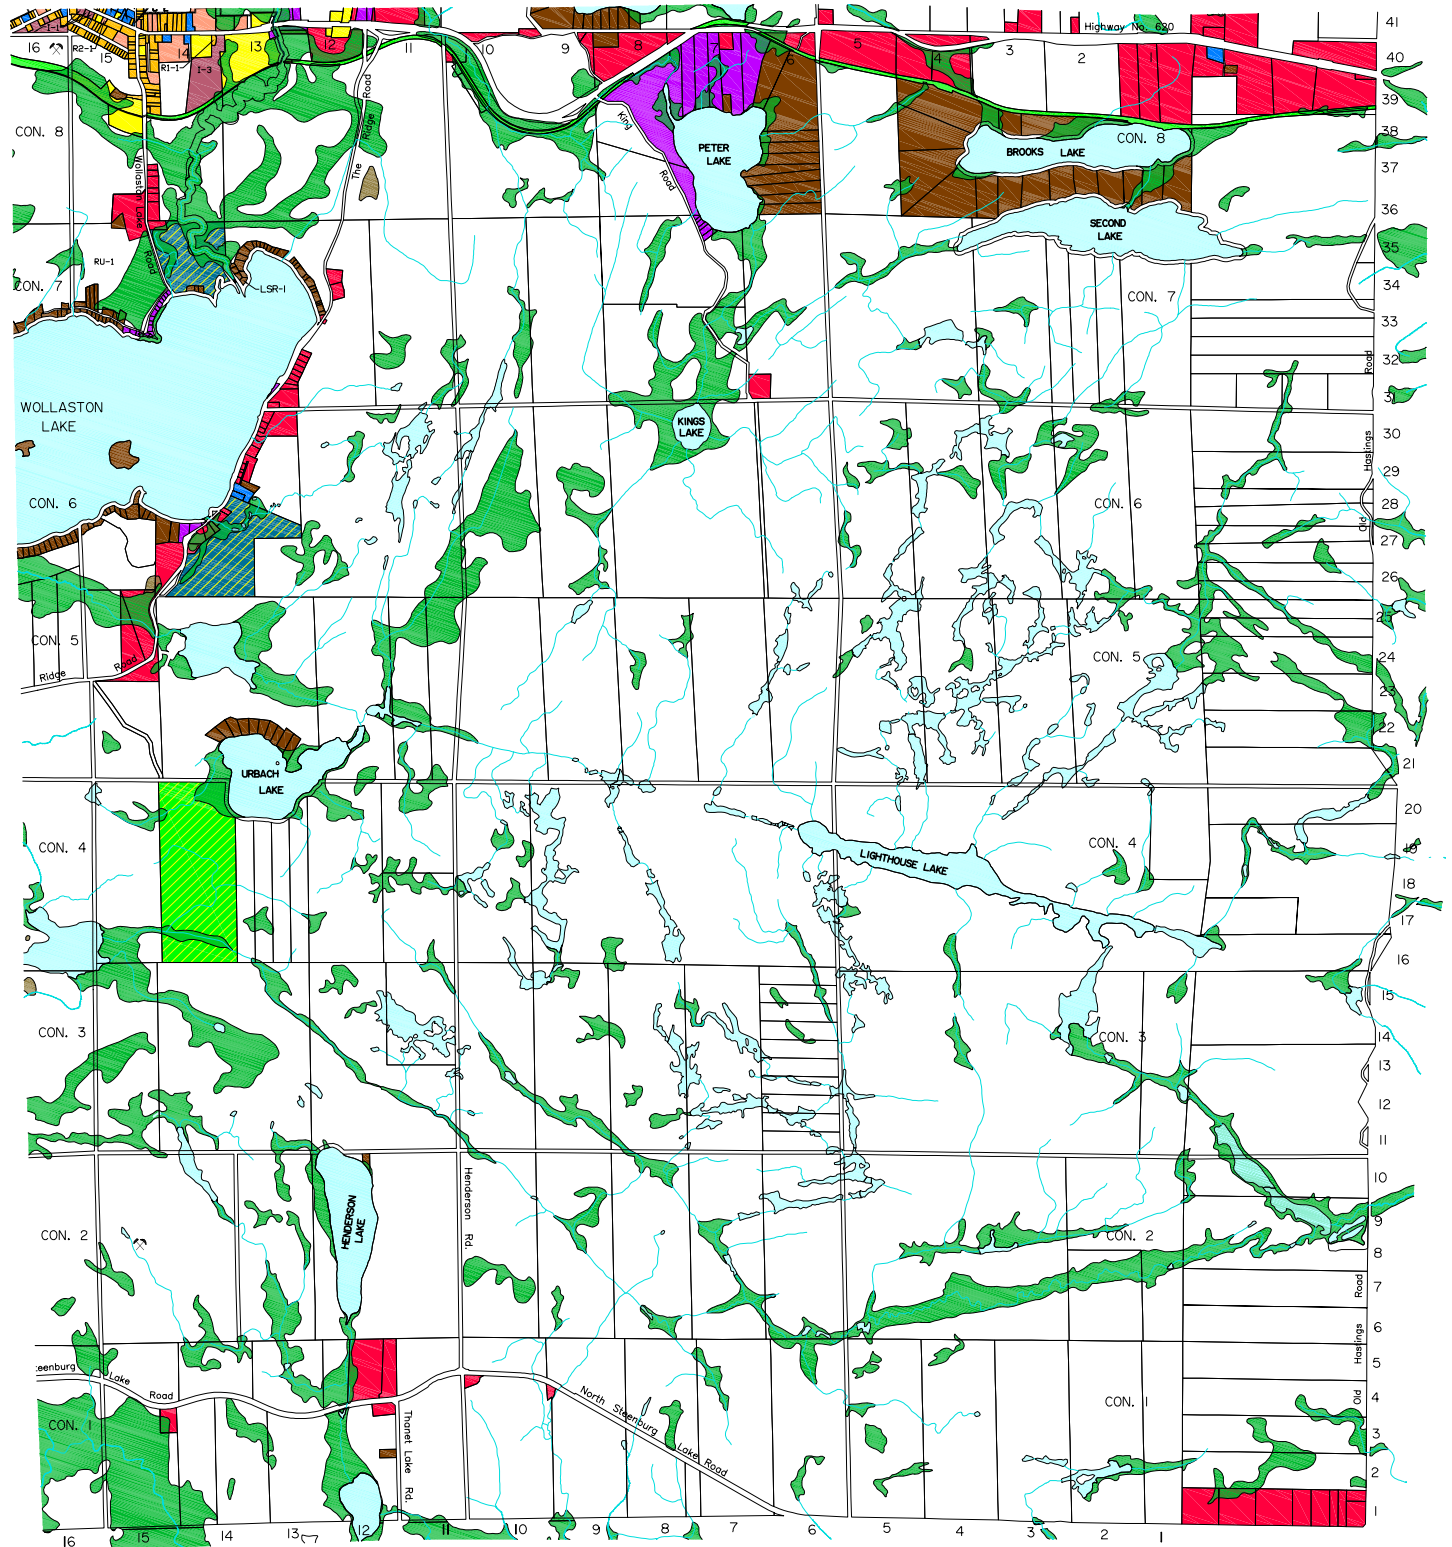 Highway No. 620
41
16
15
R2-1
14
13
12
11
10
9
8
7
6
5
4
3
2
1
40
R1-1
I-3
39
CON. 8
Wollaston Lake Road
The Ridge Road
King Road
PETER
LAKE
BROOKS LAKE
CON. 8
38
37
36
SECOND
LAKE
35
RU-1
LSR-1
CON. 7
CON. 7
34
33
32
31
WOLLASTON
LAKE
KINGS
LAKE
30
29
Old Hastings Road
CON. 6
CON. 6
28
27
26
25
CON. 5
CON. 5
24
Ridge Road
23
22
URBACH
LAKE
21
20
CON. 4
LIGHTHOUSE LAKE
CON. 4
19
18
17
16
15
CON. 3
CON. 3
14
13
12
11
10
HENDERSON
LAKE
Henderson Rd.
CON. 2
CON. 2
9
8
7
6
5
Old Hastings Road
Steenburg Lake Road
North Steenburg Lake Road
4
CON. 1
CON. 1
Thanet Lake Rd.
3
2
1
16
15
14
13
12
11
10
9
8
7
6
5
4
3
2
1